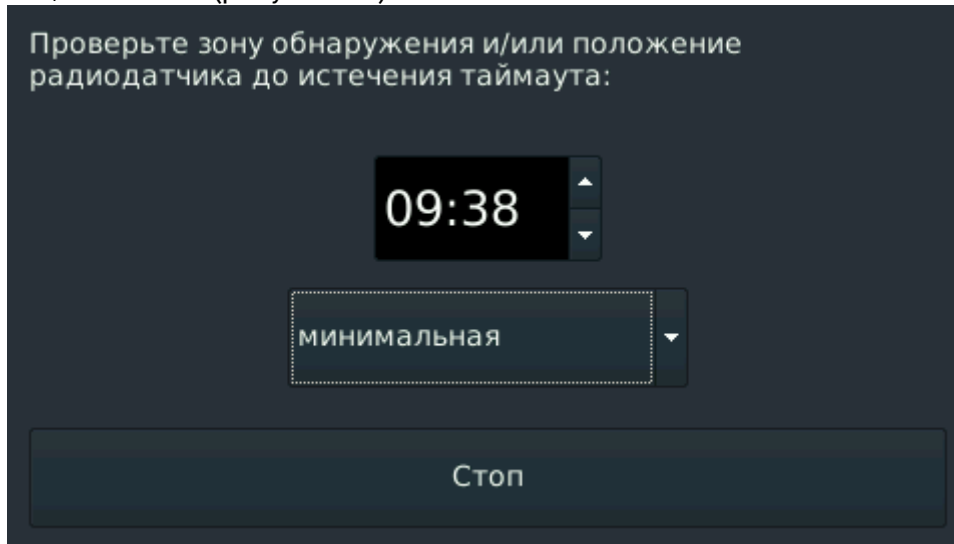 Проверьте зону обнаружения и/или положение
радиодатчика до истечения таймаута:
09:38
минимальная
Стоп